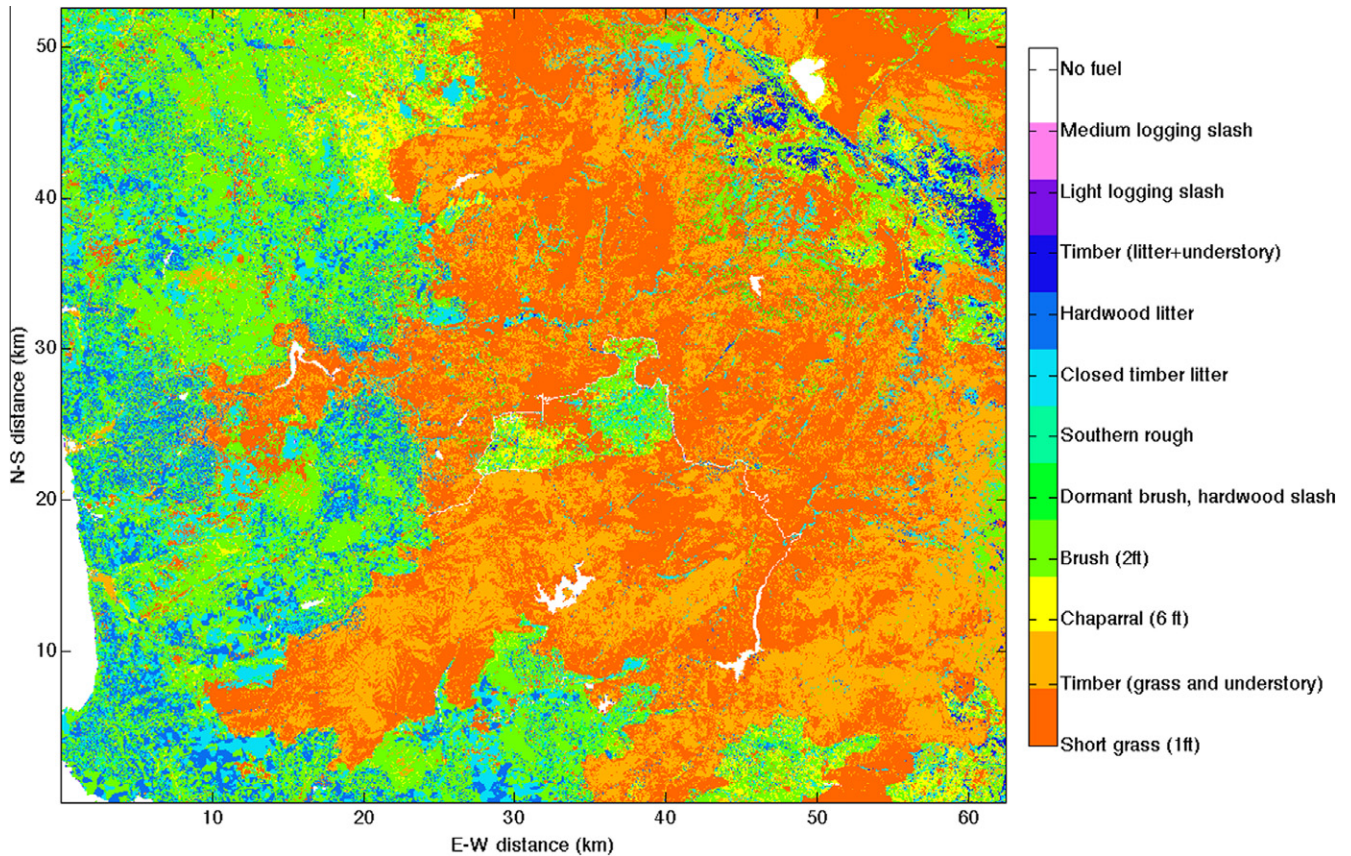 50
40
30
20
10
N-S distance (km)
10
20
30
40
50
60
E-W distance (km)
No fuel
Medium logging slash
Light logging slash
Timber (litter+understory)
Hardwood litter
Closed timber litter
Southern rough
Dormant brush, hardwood slash
Brush (2ft)
Chaparral (6 ft)
Timber (grass and understory)
Short grass (1ft)